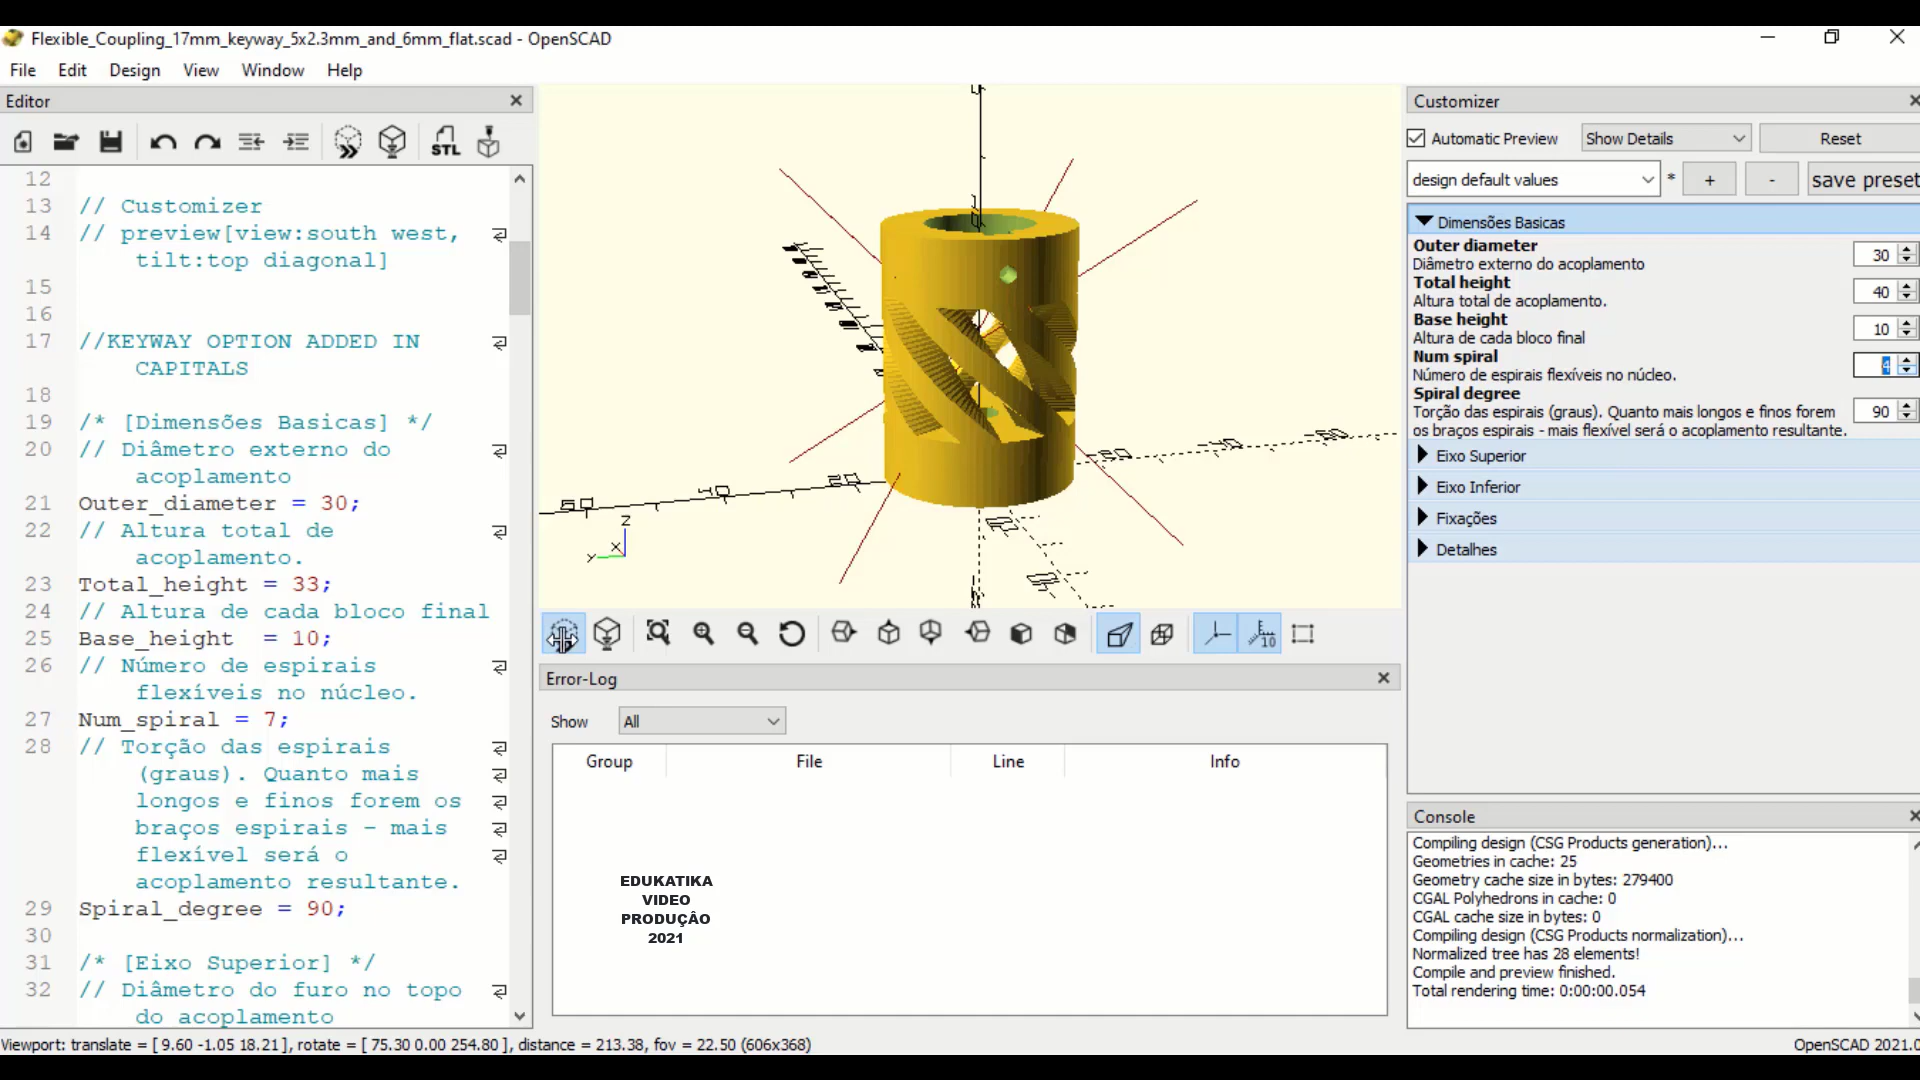 Flexible_Coupling_17mm_keyway_5x2.3mm_and_6mm_flat.scad - OpenSCAD
File Edit Design View Window Help
Editor
STL
12
13 // Customizer
14 // preview[view:south west,
tilt:top diagonal]
15
16
17 //KEYWAY OPTION ADDED IN
CAPITALS
18
19 /* [Dimensões Basicas] */
20 // Diâmetro externo do
acoplamento
21 Outer_diameter = 30;
22 // Altura total de
acoplamento.
23 Total_height = 33;
24 // Altura de cada bloco final
25 Base_height  = 10;
26 // Número de espirais
flexíveis no núcleo.
27 Num_spiral = 7;
28 // Torção das espirais
(graus). Quanto mais
longos e finos forem os
braços espirais - mais
flexível será o
acoplamento resultante.
29 Spiral_degree = 90;
30
31 /* [Eixo Superior] */
32 // Diâmetro do furo no topo
do acoplamento
z
x
y
10
Error-Log
Show All
Group File Line Info
EDUKATIKA
VIDEO
PRODUÇÂO
2021
Customizer
Automatic Preview Show Details Reset
design default values * + - save preset
Dimensões Basicas
Outer diameter
Diâmetro externo do acoplamento 30
Total height
Altura total de acoplamento. 40
Base height
Altura de cada bloco final 10
Num spiral
Número de espirais flexíveis no núcleo. 4
Spiral degree
Torção das espirais (graus). Quanto mais longos e finos forem 90
os braços espirais - mais flexível será o acoplamento resultante.
Eixo Superior
Eixo Inferior
Fixações
Detalhes
Console
Compiling design (CSG Products generation)...
Geometries in cache: 25
Geometry cache size in bytes: 279400
CGAL Polyhedrons in cache: 0
CGAL cache size in bytes: 0
Compiling design (CSG Products normalization)...
Normalized tree has 28 elements!
Compile and preview finished.
Total rendering time: 0:00:00.054
Viewport: translate = [ 9.60 -1.05 18.21 ], rotate = [ 75.30 0.00 254.80 ], distance = 213.38, fov = 22.50 (606x368)
OpenSCAD 2021.0